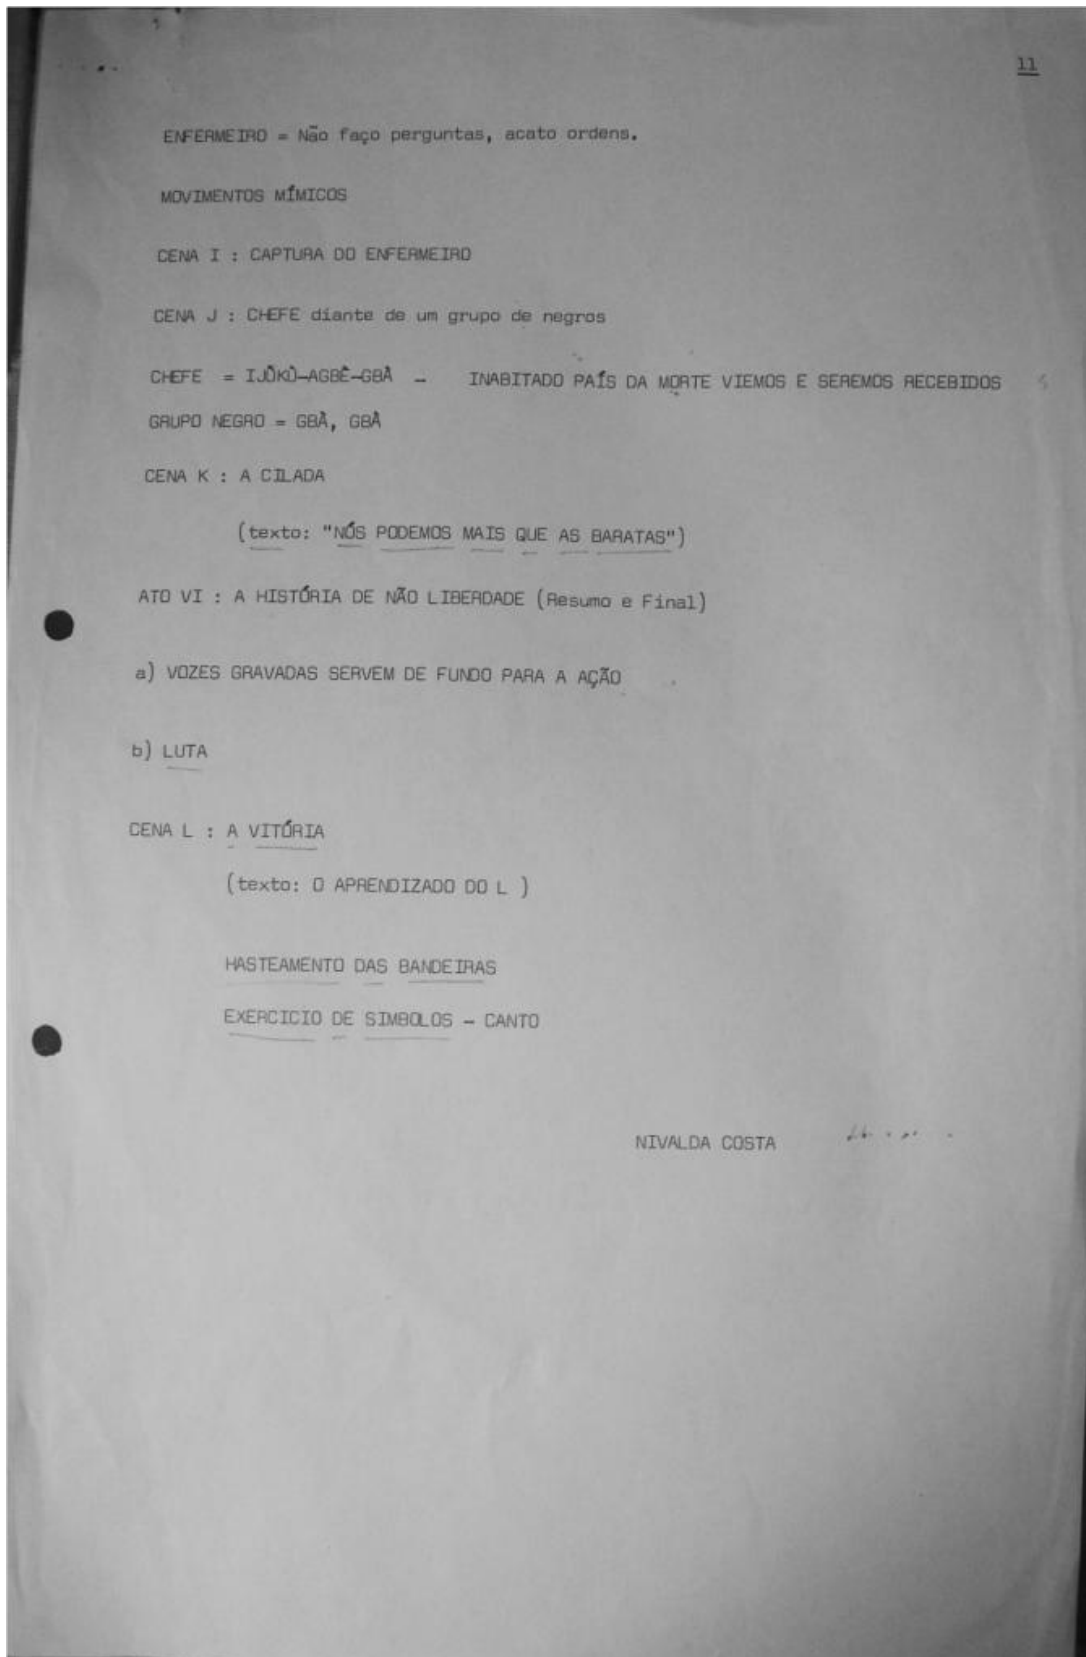 11
ENFERMEIRO = Não faço perguntas, acato ordens.
MOVIMENTOS MÍMICOS
CENA I : CAPTURA DO ENFERMEIRO
CENA J : CHEFE diante de um grupo de negros
CHEFE = IJÔKÙ-AGBÊ-GBÀ - INABITADO PAÍS DA MORTE VIEMOS E SEREMOS RECEBIDOS
GRUPO NEGRO = GBÀ, GBÀ
CENA K : A CILADA
(texto: "NÓS PODEMOS MAIS QUE AS BARATAS")
ATO VI : A HISTÓRIA DE NÃO LIBERDADE (Resumo e Final)
a) VOZES GRAVADAS SERVEM DE FUNDO PARA A AÇÃO
b) LUTA
CENA L : A VITÓRIA
(texto: O APRENDIZADO DO L )
HASTEAMENTO DAS BANDEIRAS
EXERCICIO DE SIMBOLOS - CANTO
NIVALDA COSTA